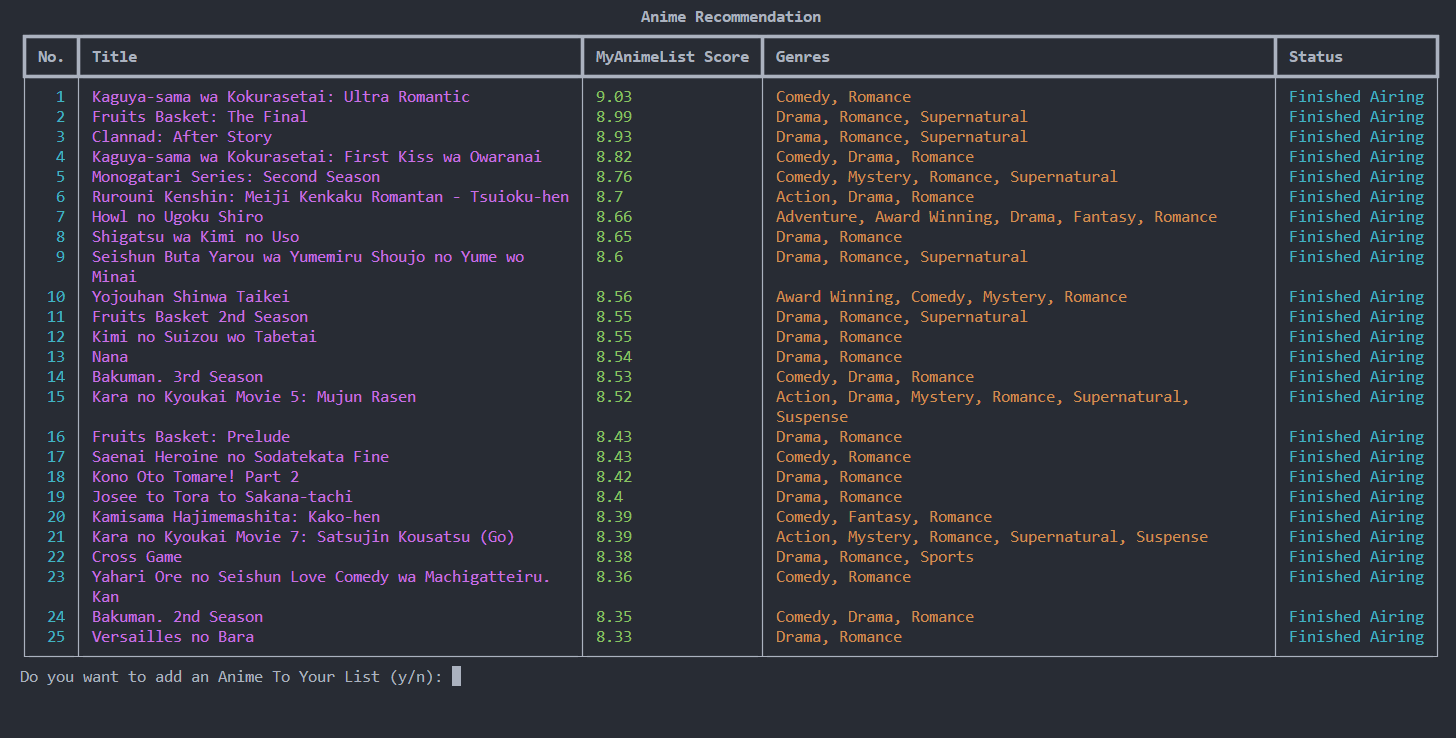 Anime Recommendation
No. Title MyAnimeList Score Genres Status
1 Kaguya-sama wa Kokurasetai: Ultra Romantic 9.03 Comedy, Romance Finished Airing
2 Fruits Basket: The Final 8.99 Drama, Romance, Supernatural Finished Airing
3 Clannad: After Story 8.93 Drama, Romance, Supernatural Finished Airing
4 Kaguya-sama wa Kokurasetai: First Kiss wa Owaranai 8.82 Comedy, Drama, Romance Finished Airing
5 Monogatari Series: Second Season 8.76 Comedy, Mystery, Romance, Supernatural Finished Airing
6 Rurouni Kenshin: Meiji Kenkaku Romantan - Tsuioku-hen 8.7 Action, Drama, Romance Finished Airing
7 Howl no Ugoku Shiro 8.66 Adventure, Award Winning, Drama, Fantasy, Romance Finished Airing
8 Shigatsu wa Kimi no Uso 8.65 Drama, Romance Finished Airing
9 Seishun Buta Yarou wa Yumemiru Shoujo no Yume wo 8.6 Drama, Romance, Supernatural Finished Airing
Minai
10 Yojouhan Shinwa Taikei 8.56 Award Winning, Comedy, Mystery, Romance Finished Airing
11 Fruits Basket 2nd Season 8.55 Drama, Romance, Supernatural Finished Airing
12 Kimi no Suizou wo Tabetai 8.55 Drama, Romance Finished Airing
13 Nana 8.54 Drama, Romance Finished Airing
14 Bakuman. 3rd Season 8.53 Comedy, Drama, Romance Finished Airing
15 Kara no Kyoukai Movie 5: Mujun Rasen 8.52 Action, Drama, Mystery, Romance, Supernatural, Finished Airing
Suspense
16 Fruits Basket: Prelude 8.43 Drama, Romance Finished Airing
17 Saenai Heroine no Sodatekata Fine 8.43 Comedy, Romance Finished Airing
18 Kono Oto Tomare! Part 2 8.42 Drama, Romance Finished Airing
19 Josee to Tora to Sakana-tachi 8.4 Drama, Romance Finished Airing
20 Kamisama Hajimemashita: Kako-hen 8.39 Comedy, Fantasy, Romance Finished Airing
21 Kara no Kyoukai Movie 7: Satsujin Kousatsu (Go) 8.39 Action, Mystery, Romance, Supernatural, Suspense Finished Airing
22 Cross Game 8.38 Drama, Romance, Sports Finished Airing
23 Yahari Ore no Seishun Love Comedy wa Machigatteiru. 8.36 Comedy, Romance Finished Airing
Kan
24 Bakuman. 2nd Season 8.35 Comedy, Drama, Romance Finished Airing
25 Versailles no Bara 8.33 Drama, Romance Finished Airing
Do you want to add an Anime To Your List (y/n):